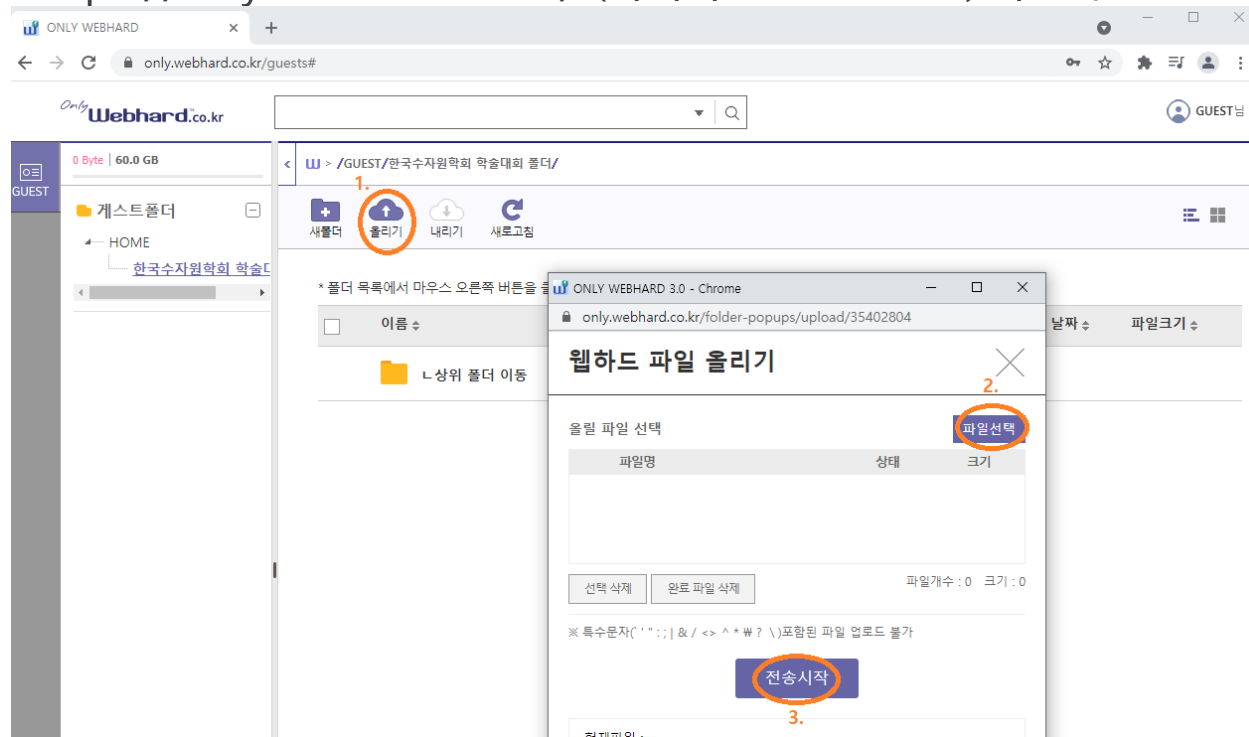 ONLY WEBHARD
only.webhard.co.kr/guests#
Only Webhard.co.kr
GUEST님
GUEST
0 Byte | 60.0 GB
ш > /GUEST/한국수자원학회 학술대회 폴더/
1.
새폴더 올리기 내리기 새로고침
게스트폴더
HOME
한국수자원학회 학술대
* 폴더 목록에서 마우스 오른쪽 버튼을
이름 날짜 파일크기
ㄴ상위 폴더 이동
ONLY WEBHARD 3.0 - Chrome
only.webhard.co.kr/folder-popups/upload/35402804
웹하드 파일 올리기
2.
올릴 파일 선택 파일선택
파일명 상태 크기
선택 삭제 완료 파일 삭제 파일개수 : 0 크기 : 0
※ 특수문자(` ' " : ; | & / <> ^ * ₩ ? \ )포함된 파일 업로드 불가
전송시작
3.